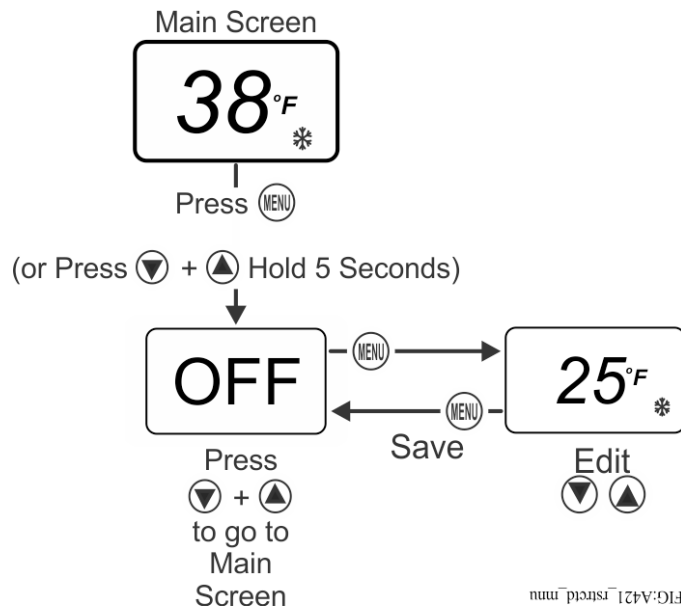 Main Screen
38°F
Press MENU
(or Press + Hold 5 Seconds)
OFF
MENU
25°F
MENU
Save
Press
+
to go to
Main
Screen
Edit
FIG:A421_rstrctd_mnu